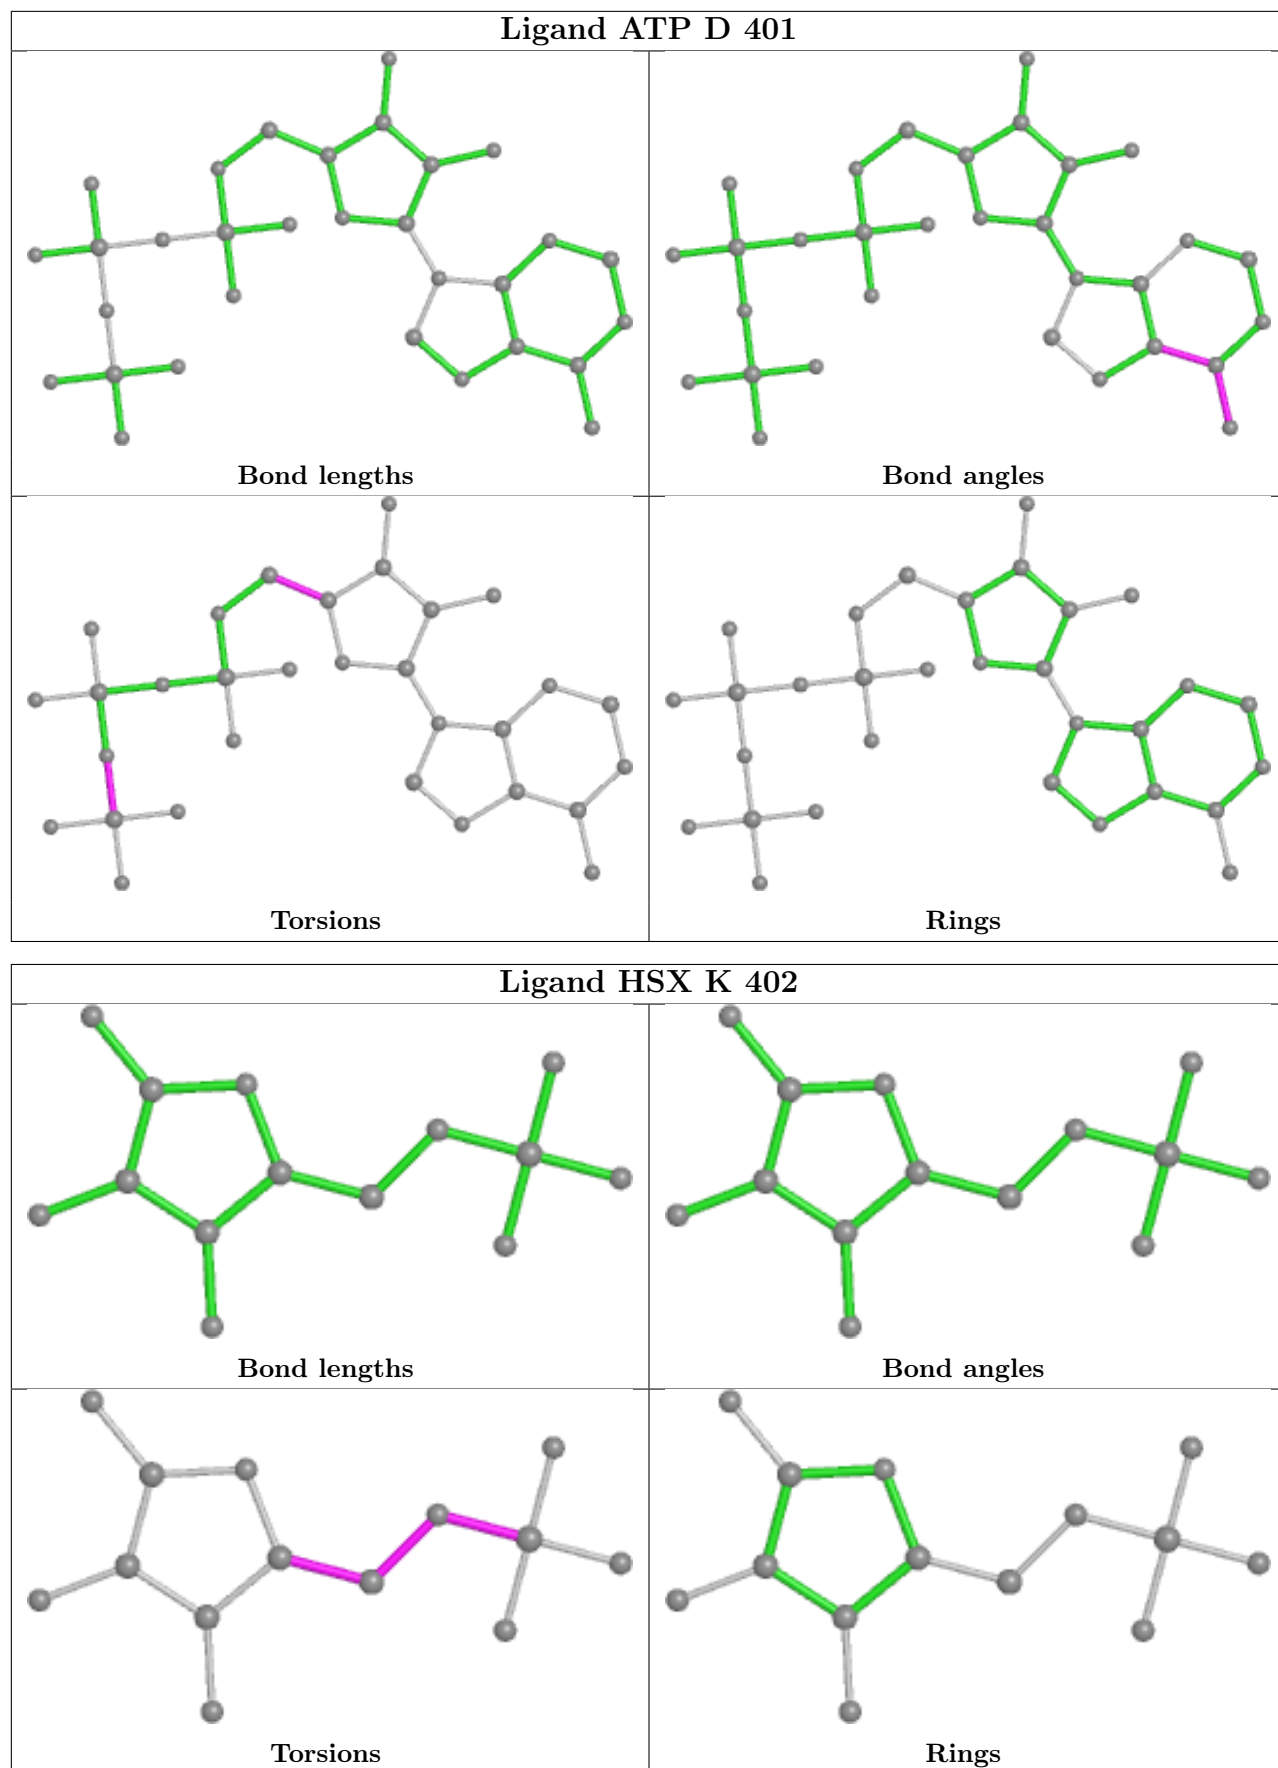 Ligand ATP D 401
Bond lengths
Bond angles
Torsions
Rings
Ligand HSX K 402
Bond lengths
Bond angles
Torsions
Rings